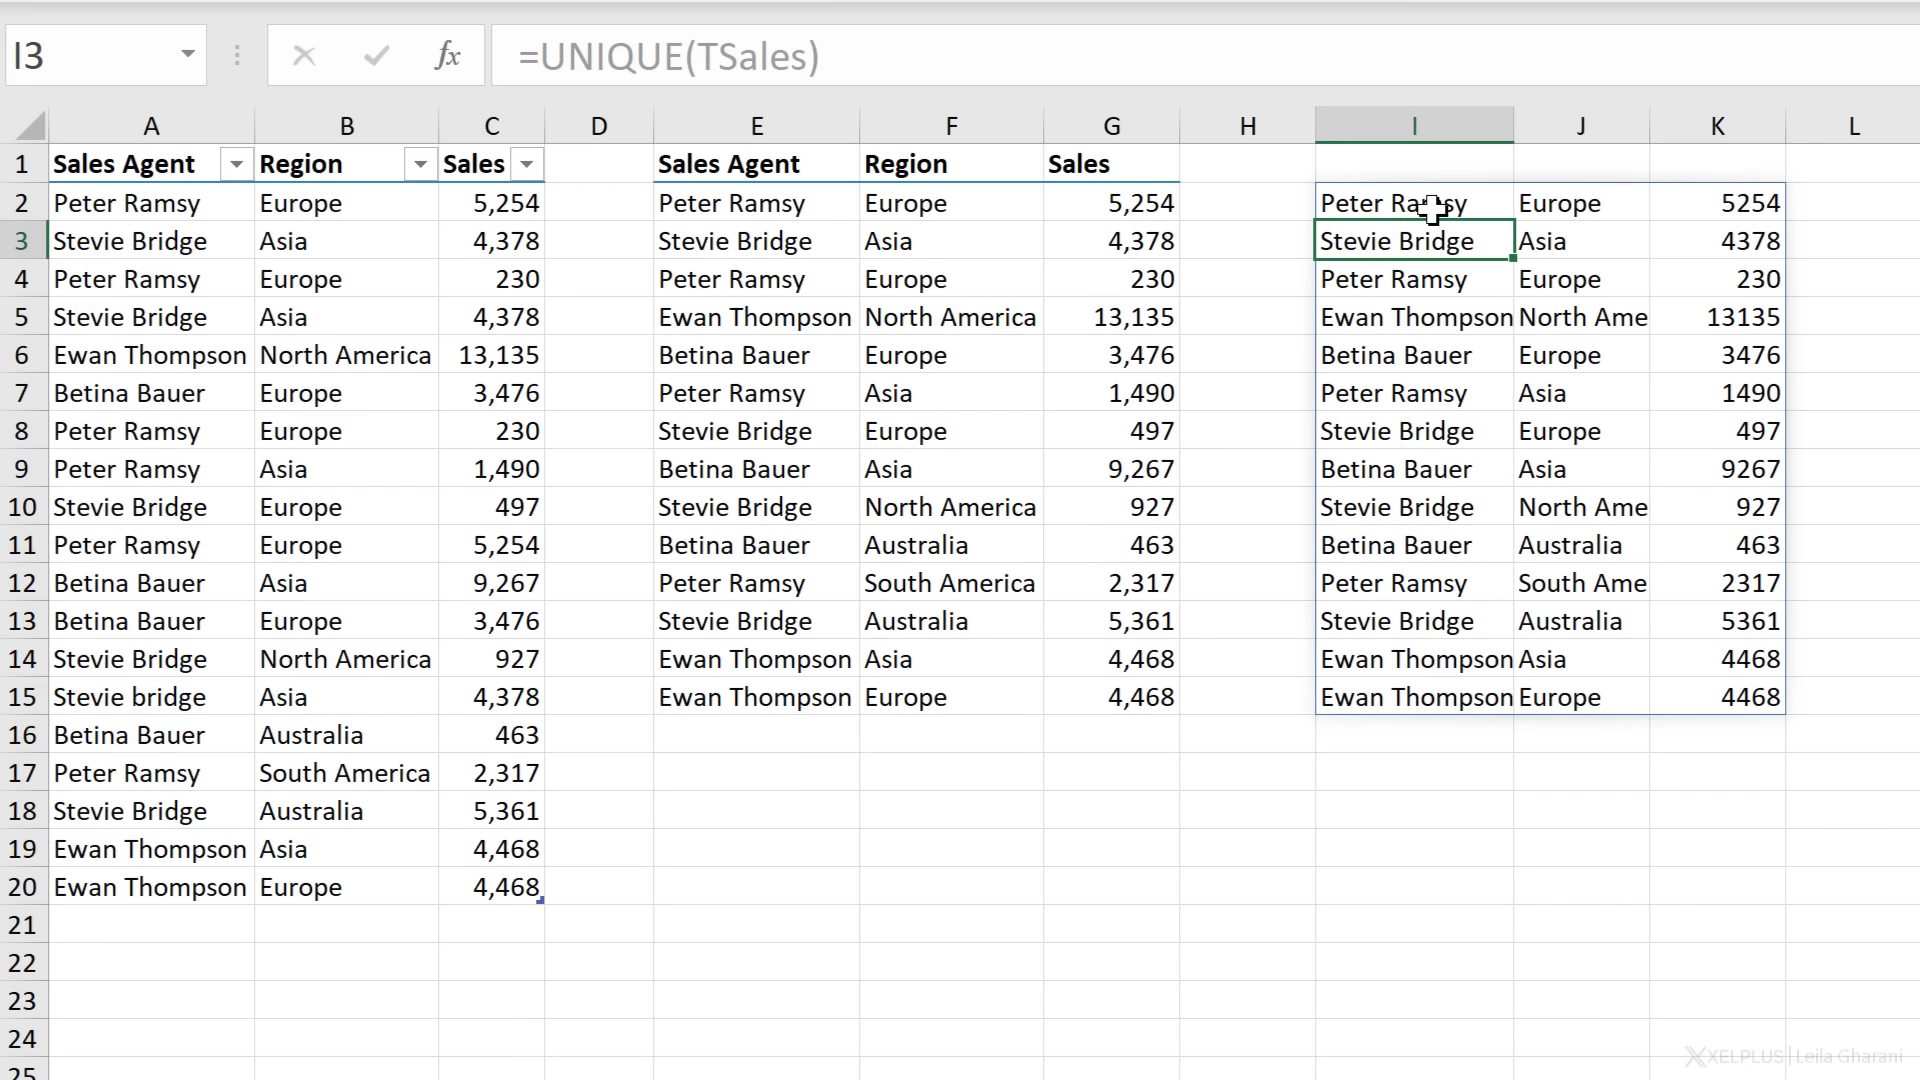 I3 fx =UNIQUE(TSales)
A B C D E F G H I J K L
1 Sales Agent Region Sales Sales Agent Region Sales
2 Peter Ramsy Europe 5,254 Peter Ramsy Europe 5,254 Peter Ramsy Europe 5254
3 Stevie Bridge Asia 4,378 Stevie Bridge Asia 4,378 Stevie Bridge Asia 4378
4 Peter Ramsy Europe 230 Peter Ramsy Europe 230 Peter Ramsy Europe 230
5 Stevie Bridge Asia 4,378 Ewan Thompson North America 13,135 Ewan Thompson North Ame 13135
6 Ewan Thompson North America 13,135 Betina Bauer Europe 3,476 Betina Bauer Europe 3476
7 Betina Bauer Europe 3,476 Peter Ramsy Asia 1,490 Peter Ramsy Asia 1490
8 Peter Ramsy Europe 230 Stevie Bridge Europe 497 Stevie Bridge Europe 497
9 Peter Ramsy Asia 1,490 Betina Bauer Asia 9,267 Betina Bauer Asia 9267
10 Stevie Bridge Europe 497 Stevie Bridge North America 927 Stevie Bridge North Ame 927
11 Peter Ramsy Europe 5,254 Betina Bauer Australia 463 Betina Bauer Australia 463
12 Betina Bauer Asia 9,267 Peter Ramsy South America 2,317 Peter Ramsy South Ame 2317
13 Betina Bauer Europe 3,476 Stevie Bridge Australia 5,361 Stevie Bridge Australia 5361
14 Stevie Bridge North America 927 Ewan Thompson Asia 4,468 Ewan Thompson Asia 4468
15 Stevie bridge Asia 4,378 Ewan Thompson Europe 4,468 Ewan Thompson Europe 4468
16 Betina Bauer Australia 463
17 Peter Ramsy South America 2,317
18 Stevie Bridge Australia 5,361
19 Ewan Thompson Asia 4,468
20 Ewan Thompson Europe 4,468
21
22
23
24
25
XELPLUS | Leila Gharani